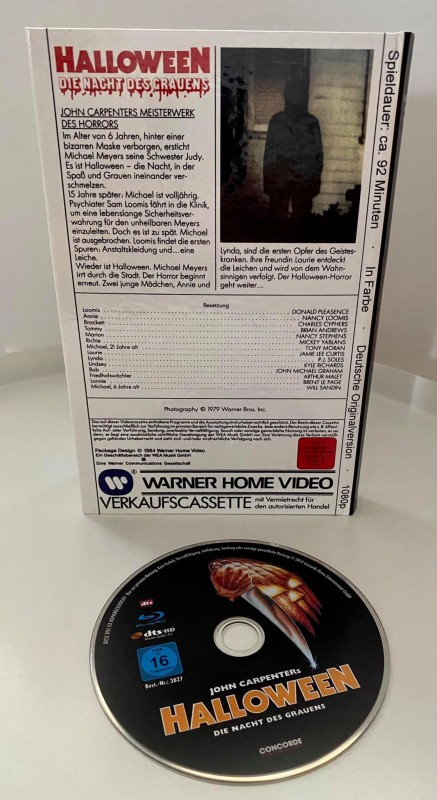 HALLOWEEN
DIE NACHT DES GRAUENS
JOHN CARPENTERS MEISTERWERK
DES HORRORS
Im Alter von 6 Jahren, hinter einer
bizarren Maske verborgen, ersticht
Michael Meyers seine Schwester Judy.
Es ist Halloween – die Nacht, in der
Spaß und Grauen ineinander ver-
schmelzen.
15 Jahre später: Michael ist volljährig.
Psychiater Sam Loomis fährt in die Klinik,
um eine lebenslange Sicherheitsver-
wahrung für den unheilbaren Meyers
einzuleiten. Doch es ist zu spät. Michael
ist ausgebrochen. Loomis findet die ersten
Spuren: Anstaltskleidung und...eine
Leiche.
Wieder ist Halloween. Michael Meyers
irrt durch die Stadt. Der Horror beginnt
erneut. Zwei junge Mädchen, Annie und
Lynda, sind die ersten Opfer des Geistes-
kranken. Ihre Freundin Laurie entdeckt
die Leichen und wird von dem Wahn-
sinnigen verfolgt. Der Halloween-Horror
geht weiter...
Spieldauer: ca. 92 Minuten · In Farbe · Deutsche Originalversion · 1080p
Besetzung
Loomis DONALD PLEASENCE
Annie NANCY LOOMIS
Brackett CHARLES CYPHERS
Tommy BRIAN ANDREWS
Marion NANCY STEPHENS
Richie MICKEY YABLANS
Michael, 21 Jahre alt TONY MORAN
Laurie JAMIE LEE CURTIS
Lynda P.J. SOLES
Lindsey KYLE RICHARDS
Bob JOHN MICHAEL GRAHAM
Friedhofswächter ARTHUR MALET
Lonnie BRENT LE PAGE
Michael, 6 Jahre alt WILL SANDIN
Photography © 1979 Warner Bros. Inc.
Package Design © 1984 Warner Home Video
Ein Geschäftsbereich der WEA Musik GmbH
Eine Warner Communications Gesellschaft
WARNER HOME VIDEO
VERKAUFSCASSETTE mit Vermietrecht für
den autorisierten Handel
dts
BLU-RAY
dts-HD
FSK
16
Best.-Nr.: 3827
JOHN CARPENTERS
HALLOWEEN
DIE NACHT DES GRAUENS
CONCORDE